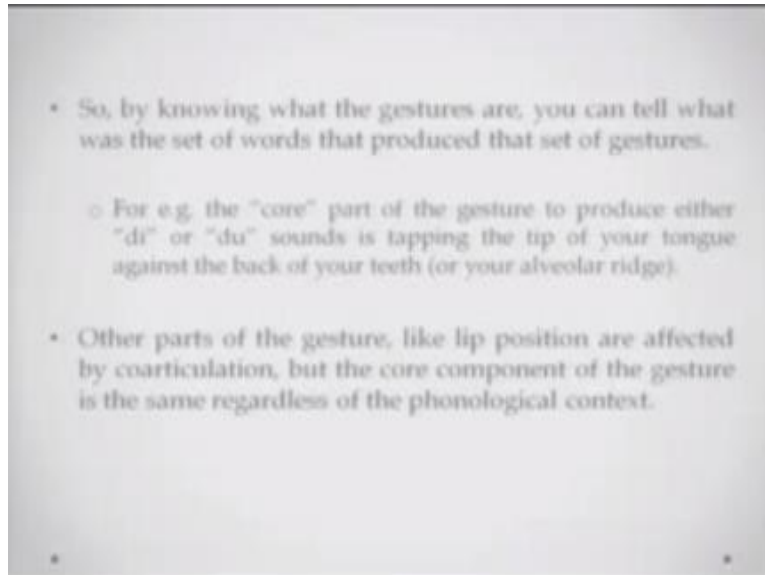 • So, by knowing what the gestures are, you can tell what
was the set of words that produced that set of gestures.
o For e.g. the "core" part of the gesture to produce either
"di" or "du" sounds is tapping the tip of your tongue
against the back of your teeth (or your alveolar ridge).
• Other parts of the gesture, like lip position are affected
by coarticulation, but the core component of the gesture
is the same regardless of the phonological context.